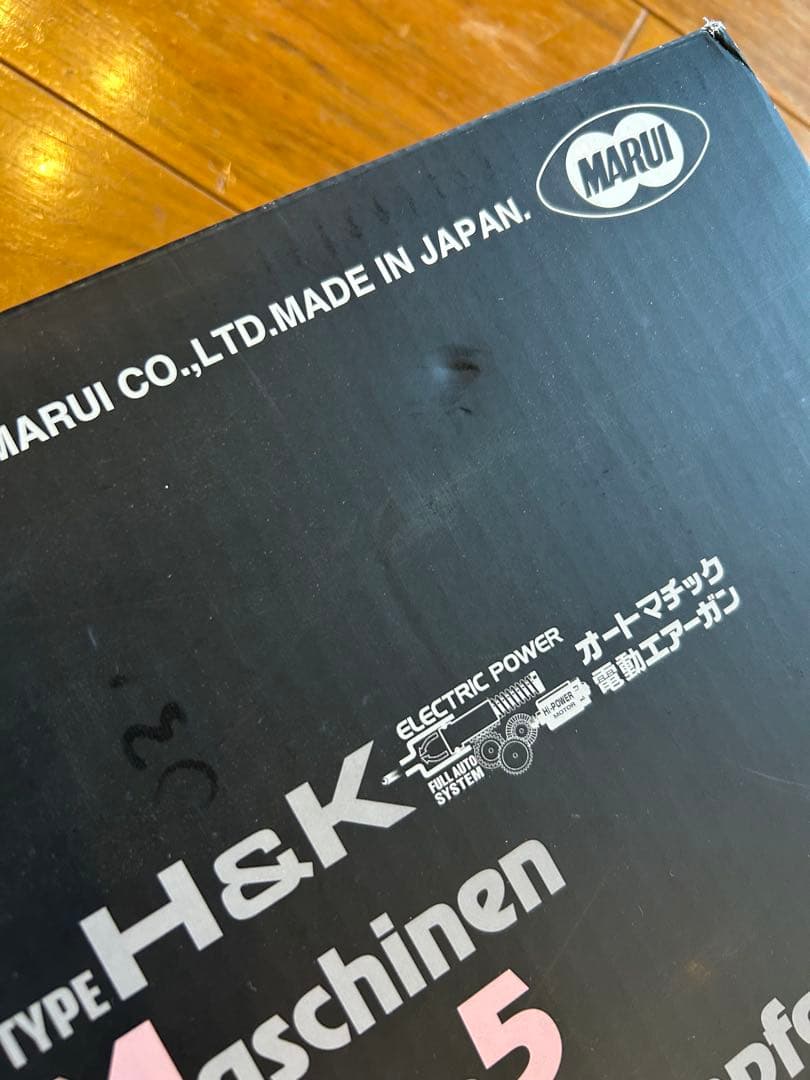 MARUI
MARUI CO.,LTD.MADE IN JAPAN.
ELECTRIC POWER
オートマチック
電動エアーガン
HI-POWER
MOTOR
FULL AUTO
SYSTEM
TYPE H&K
Maschinen
5